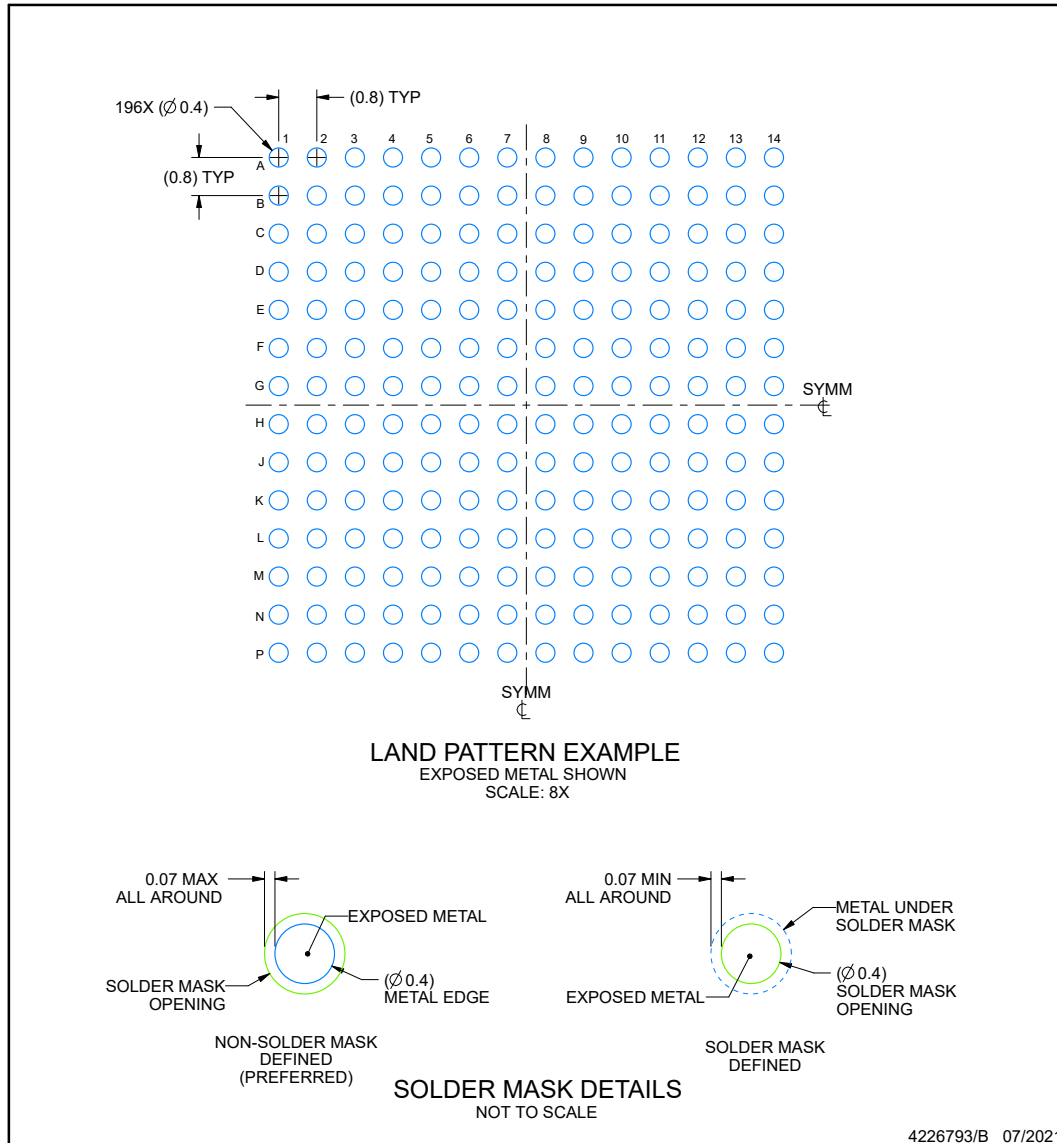 (0.8) TYP
196X (∅ 0.4)
1 2 3 4 5 6 7 8 9 10 11 12 13 14
A
(0.8) TYP
B
C
D
E
F
G
SYMM
H
J
K
L
M
N
P
SYMM
LAND PATTERN EXAMPLE
EXPOSED METAL SHOWN
SCALE: 8X
0.07 MAX
ALL AROUND
EXPOSED METAL
(∅ 0.4)
METAL EDGE
SOLDER MASK
OPENING
NON-SOLDER MASK
DEFINED
(PREFERRED)
0.07 MIN
ALL AROUND
METAL UNDER
SOLDER MASK
(∅ 0.4)
SOLDER MASK
OPENING
EXPOSED METAL
SOLDER MASK
DEFINED
SOLDER MASK DETAILS
NOT TO SCALE
4226793/B 07/2021